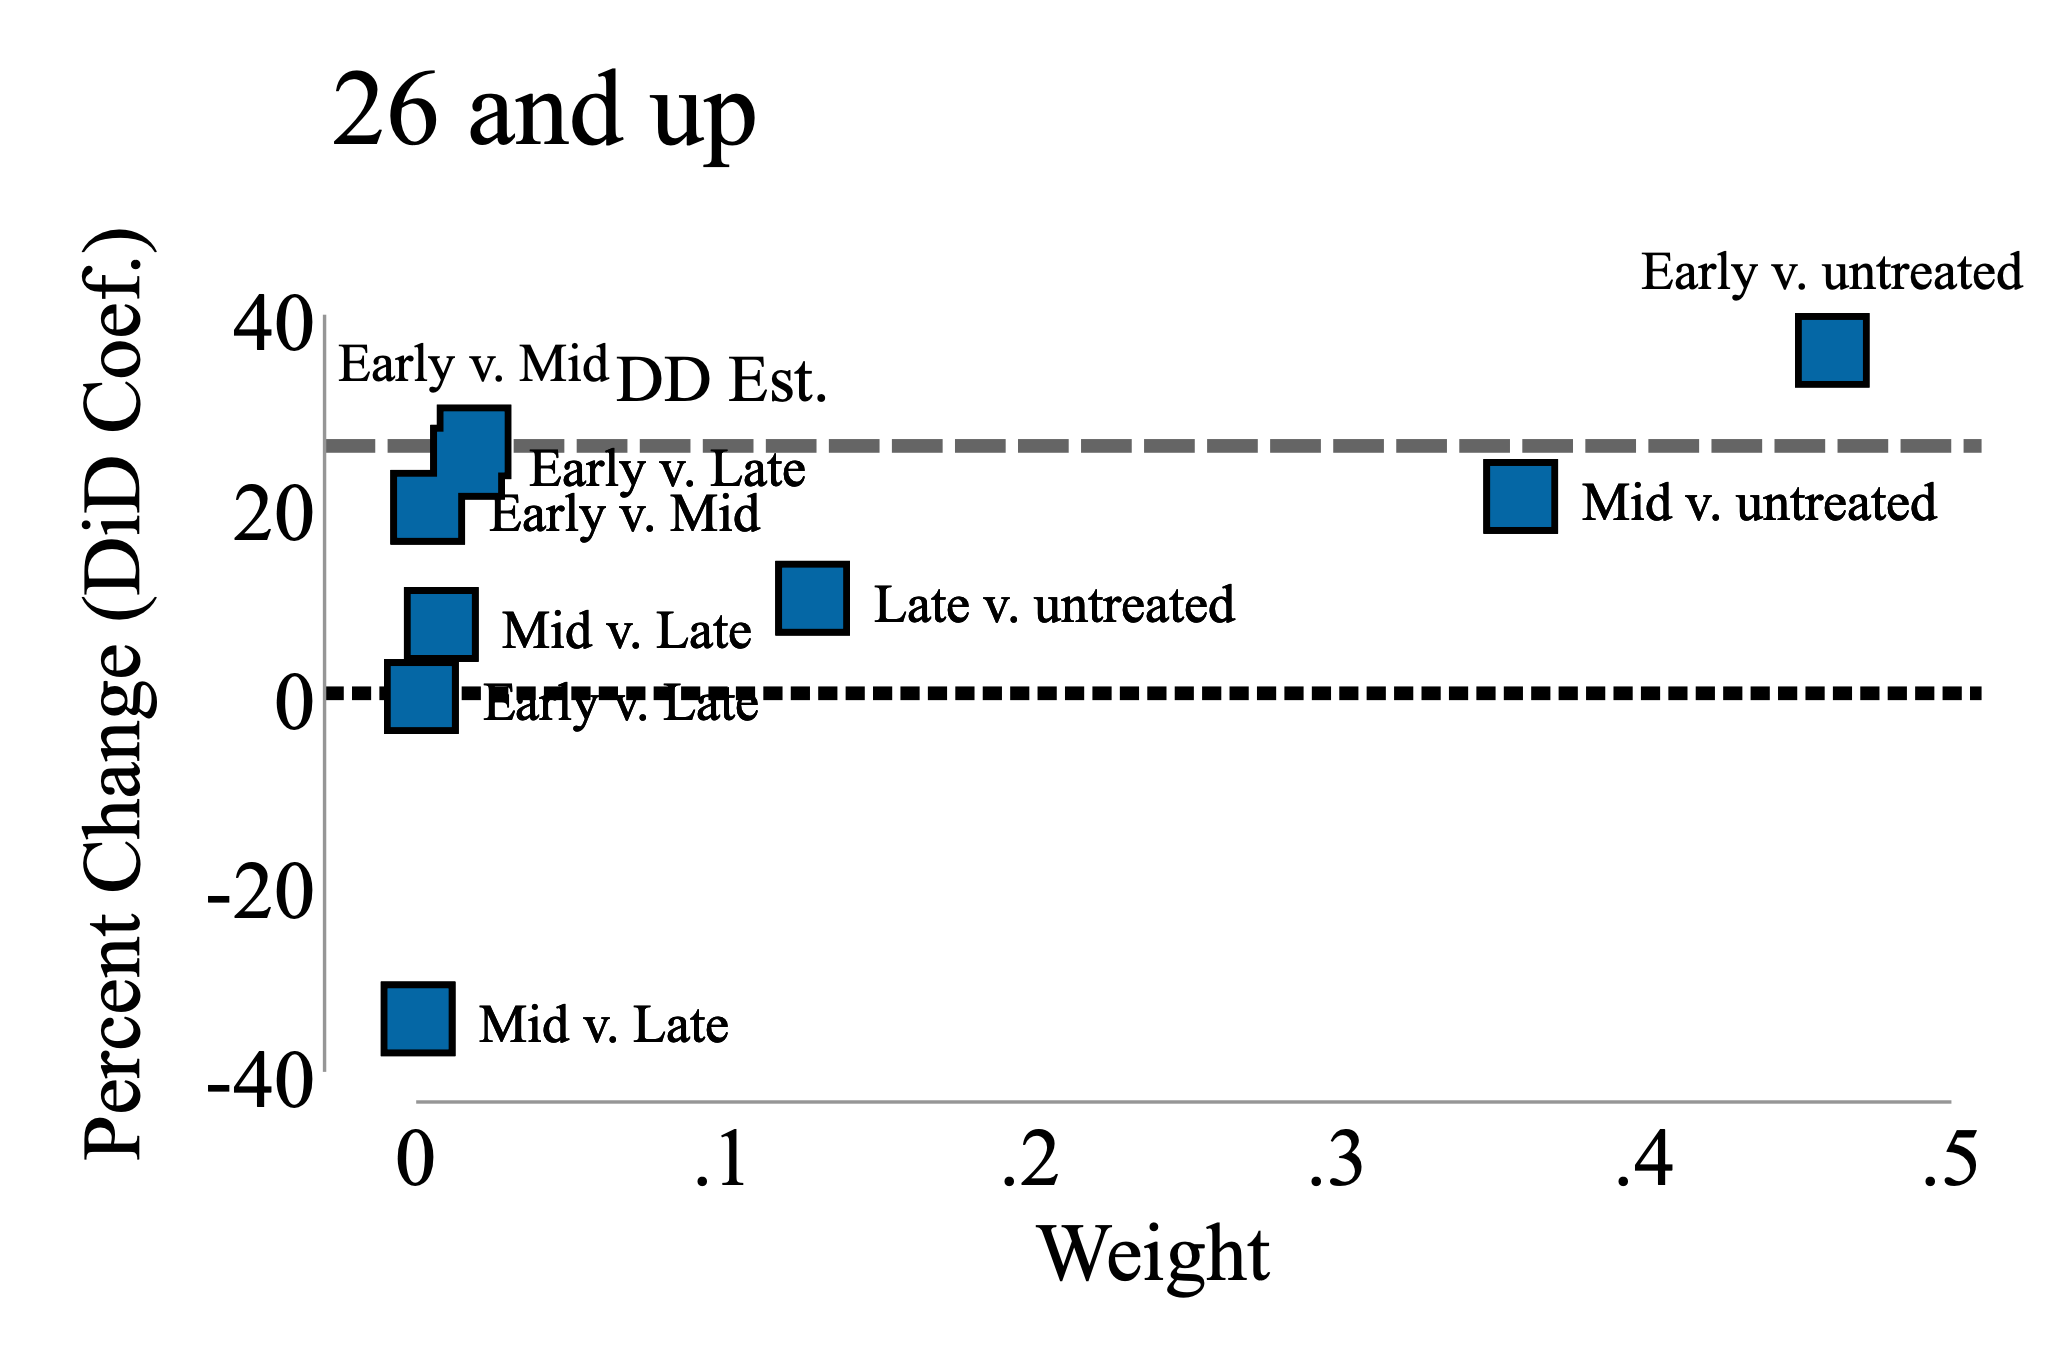 26 and up
Percent Change (DiD Coef.)
40
20
0
-20
-40
Early v. untreated
Early v. Mid
DD Est.
Early v. Late
Early v. Mid
Mid v. untreated
Late v. untreated
Mid v. Late
Early v. Late
Mid v. Late
0 .1 .2 .3 .4 .5
Weight